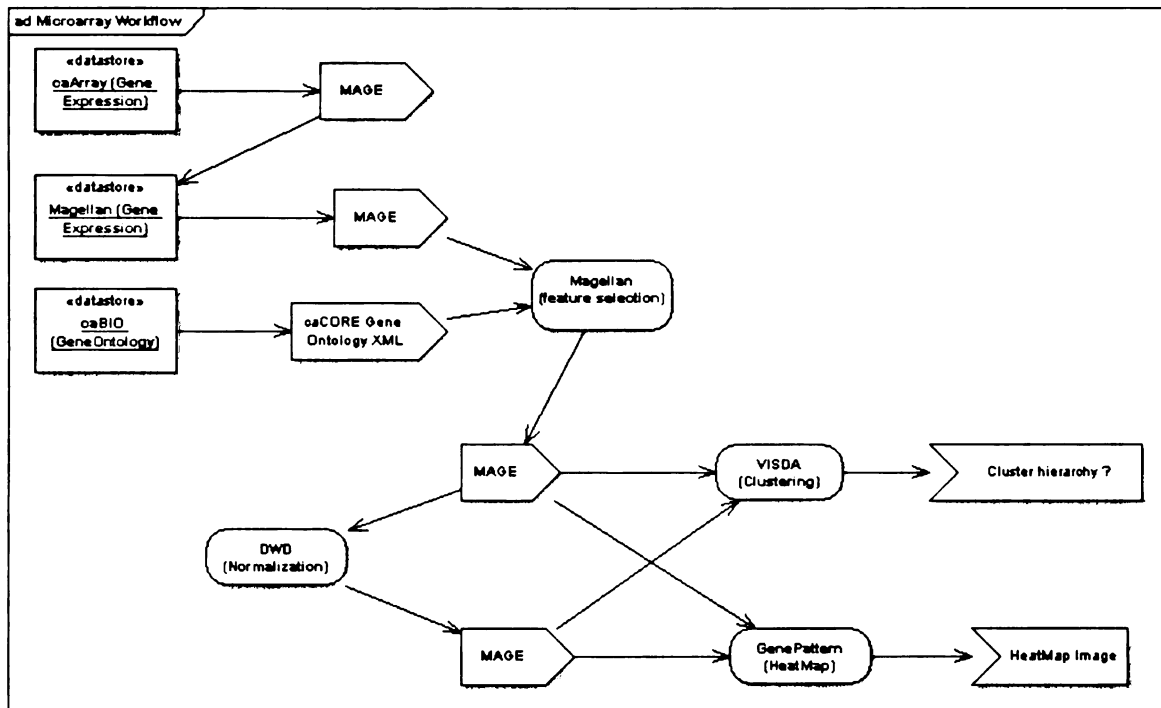 ad Microarray Workflow
«datastore»
caArray (Gene
Expression)
MAGE
«datastore»
Magellan (Gene
Expression)
MAGE
Magellan
(feature selection)
«datastore»
caBIO
(GeneOntology)
caCORE Gene
Ontology XML
MAGE
VISDA
(Clustering)
Cluster hierarchy ?
DWD
(Normalization)
MAGE
GenePattern
(HeatMap)
HeatMap Image